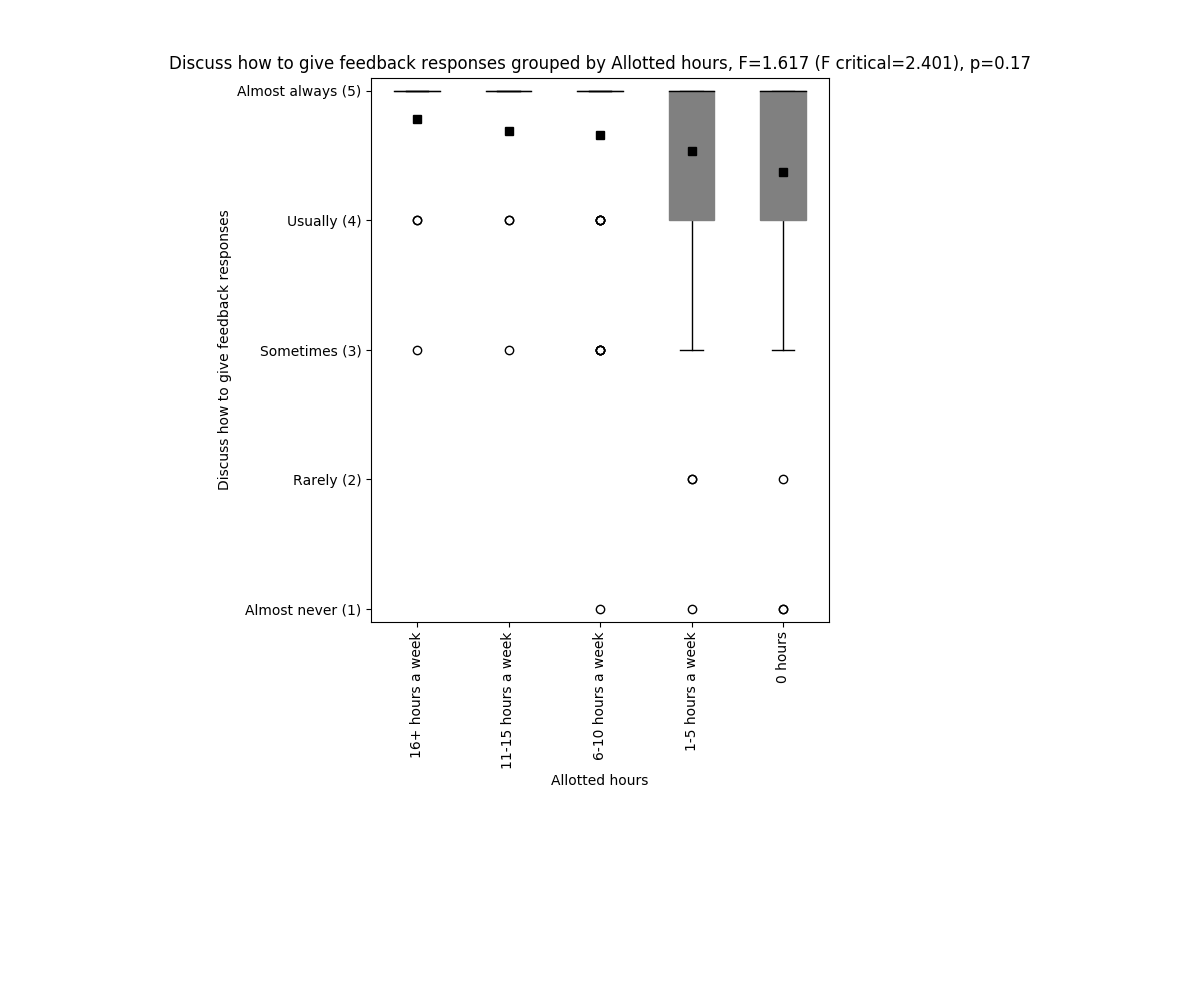 Discuss how to give feedback responses grouped by Allotted hours, F=1.617 (F critical=2.401), p=0.17
Almost always (5)
Usually (4)
Sometimes (3)
Rarely (2)
Almost never (1)
Discuss how to give feedback responses
16+ hours a week
11-15 hours a week
6-10 hours a week
1-5 hours a week
0 hours
Allotted hours